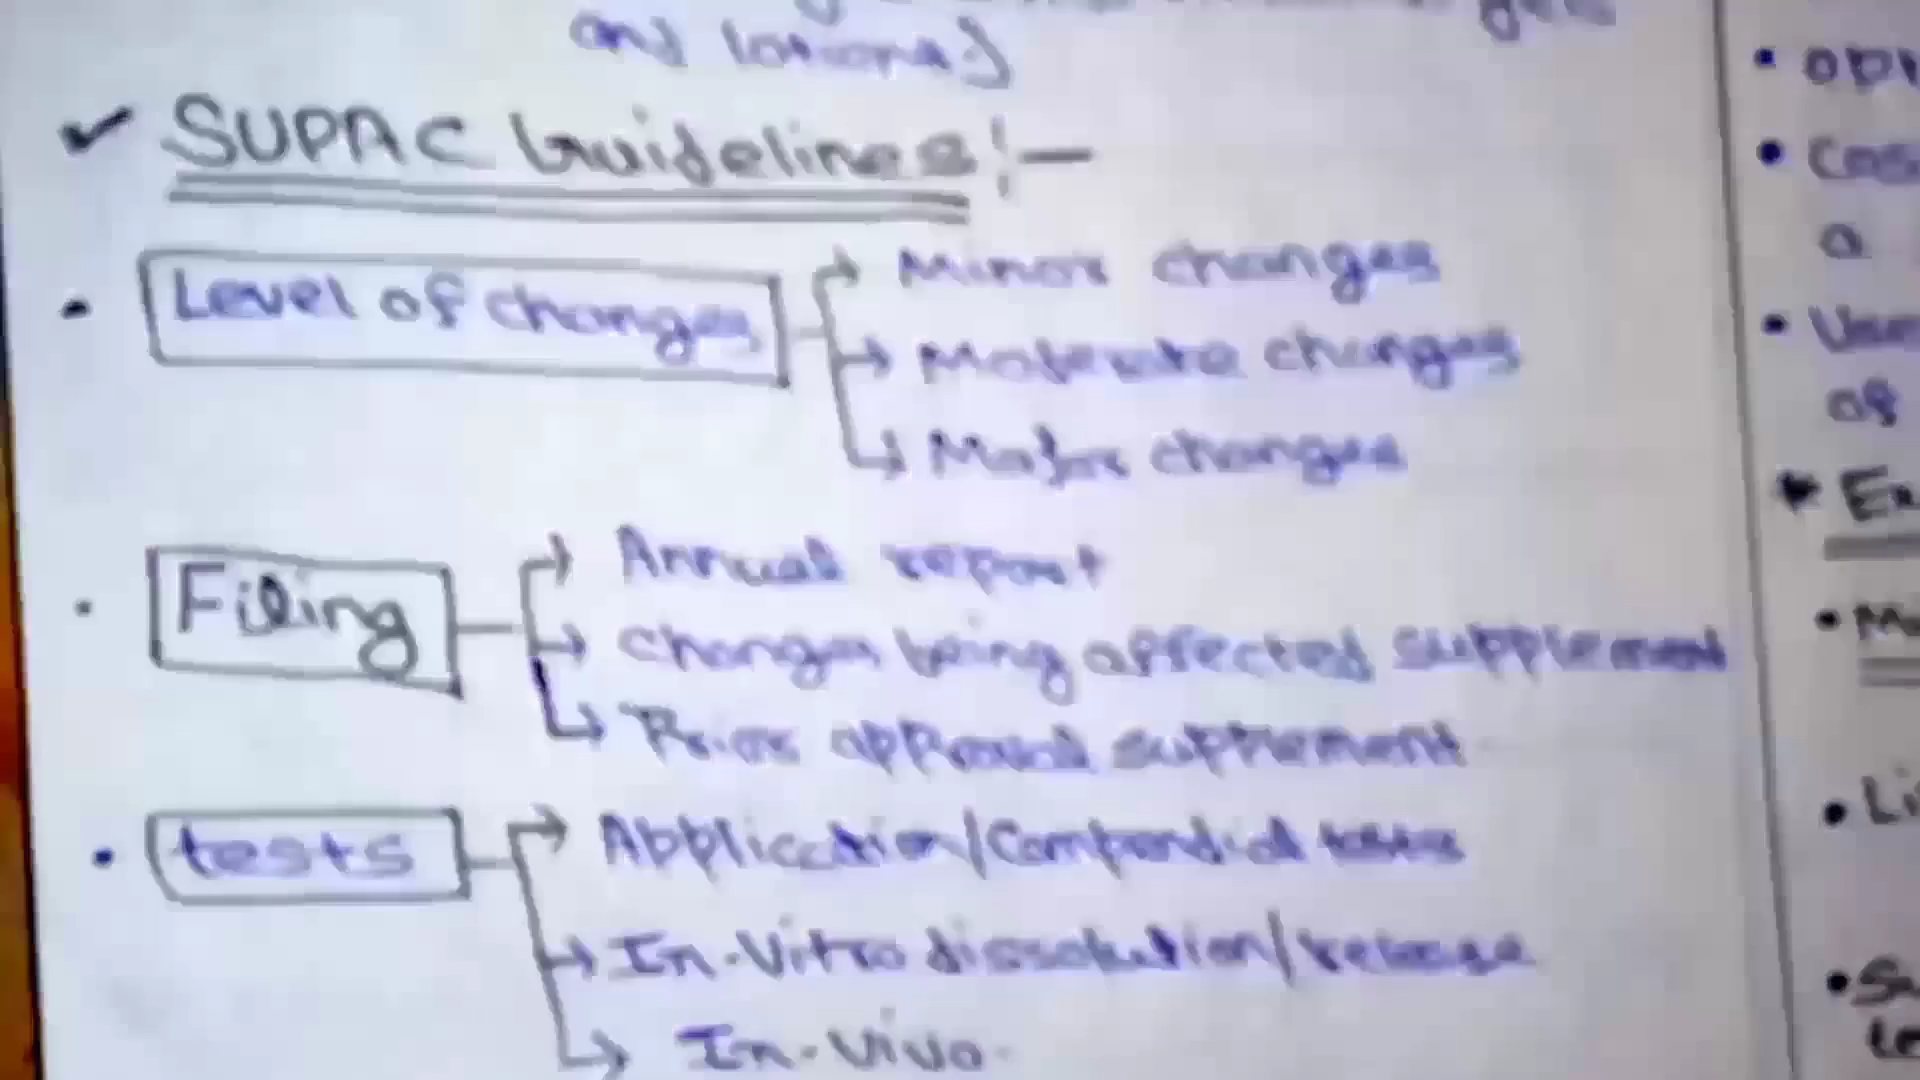 and lotions]
✓ SUPAC Guidelines:-
• Level of changes
→ Minor changes
→ Moderate changes
→ Major changes
• Filing
→ Annual report
→ Changes being affected supplement
→ Prior approval supplement
• tests
→ Application/Compendial tests
→ In-Vitro dissolution/release
→ In-Vivo.
•
•
a
•
of
•
•
•